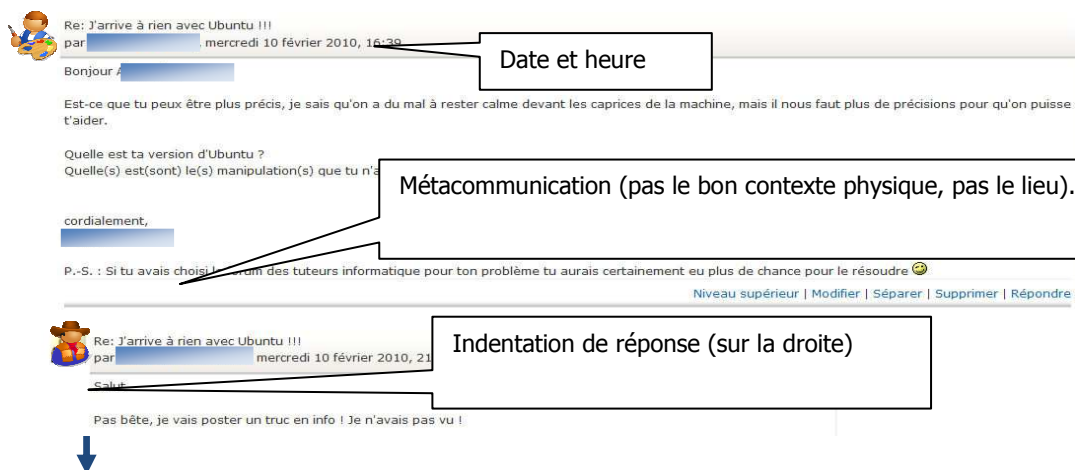 Re: J'arrive à rien avec Ubuntu !!!
par , mercredi 10 février 2010, 16:39
Date et heure
Bonjour
Est-ce que tu peux être plus précis, je sais qu'on a du mal à rester calme devant les caprices de la machine, mais il nous faut plus de précisions pour qu'on puisse
t'aider.
Quelle est ta version d'Ubuntu ?
Quelle(s) est(sont) le(s) manipulation(s) que tu
Métacommunication (pas le bon contexte physique, pas le lieu).
cordialement,
P.-S. : Si tu avais choisi le forum des tuteurs informatique pour ton problème tu aurais certainement eu plus de chance pour le résoudre
Niveau supérieur | Modifier | Séparer | Supprimer | Répondre
Re: J'arrive à rien avec Ubuntu !!!
par mercredi 10 février 2010, 21
Indentation de réponse (sur la droite)
Salut
Pas bête, je vais poster un truc en info ! Je n'avais pas vu !